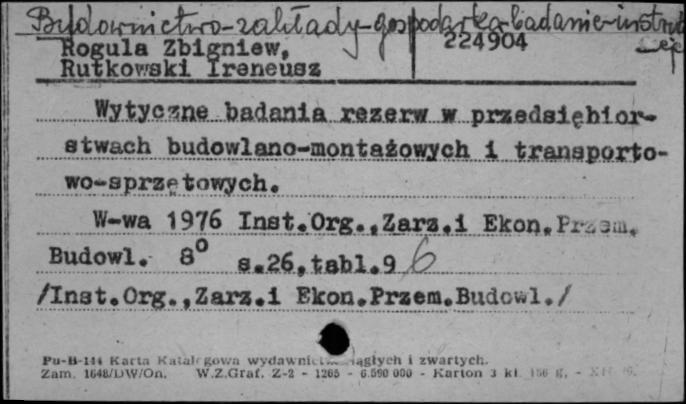 Budownictwo-zakłady-gospodarka-badanie-instrukcje
Rogula Zbigniew, 224904
Rutkowski Ireneusz
Wytyczne badania rezerw w przedsiębior-
stwach budowlano-montażowych i transporto-
wo-sprzętowych.
W-wa 1976 Inst.Org.,Zarz.i Ekon.Przem.
Budowl. 8° s.26,tabl.9 6
/Inst.Org.,Zarz.i Ekon.Przem.Budowl./
Pu-B-144 Karta Katalogowa wydawnictw ciągłych i zwartych.
Zam. 1648/DW/On. W.Z.Graf. Z-2 - 1265 - 6.590 000 - Karton 3 kl. 156 g. -